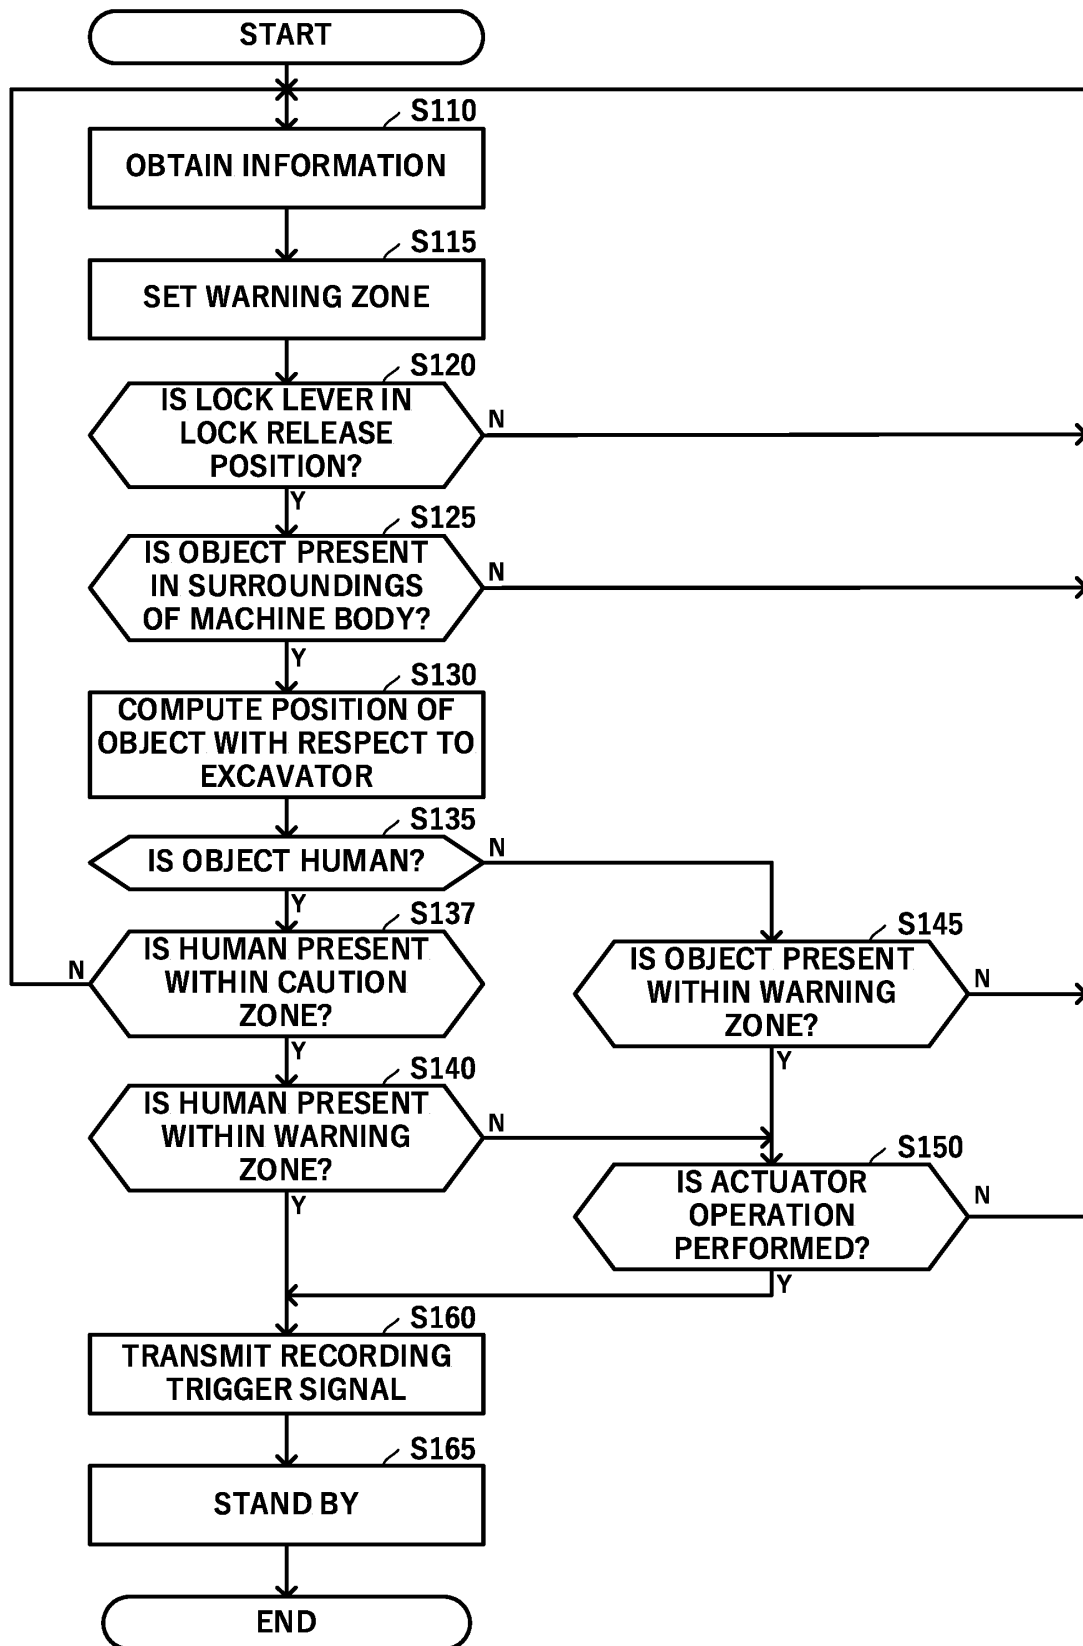 START
S110
OBTAIN INFORMATION
S115
SET WARNING ZONE
S120
IS LOCK LEVER IN
LOCK RELEASE
POSITION?
N
Y
S125
IS OBJECT PRESENT
IN SURROUNDINGS
OF MACHINE BODY?
N
Y
S130
COMPUTE POSITION OF
OBJECT WITH RESPECT TO
EXCAVATOR
S135
IS OBJECT HUMAN?
N
Y
S137
IS HUMAN PRESENT
WITHIN CAUTION
ZONE?
N
Y
S145
IS OBJECT PRESENT
WITHIN WARNING
ZONE?
N
Y
S140
IS HUMAN PRESENT
WITHIN WARNING
ZONE?
N
Y
S150
IS ACTUATOR
OPERATION
PERFORMED?
N
Y
S160
TRANSMIT RECORDING
TRIGGER SIGNAL
S165
STAND BY
END